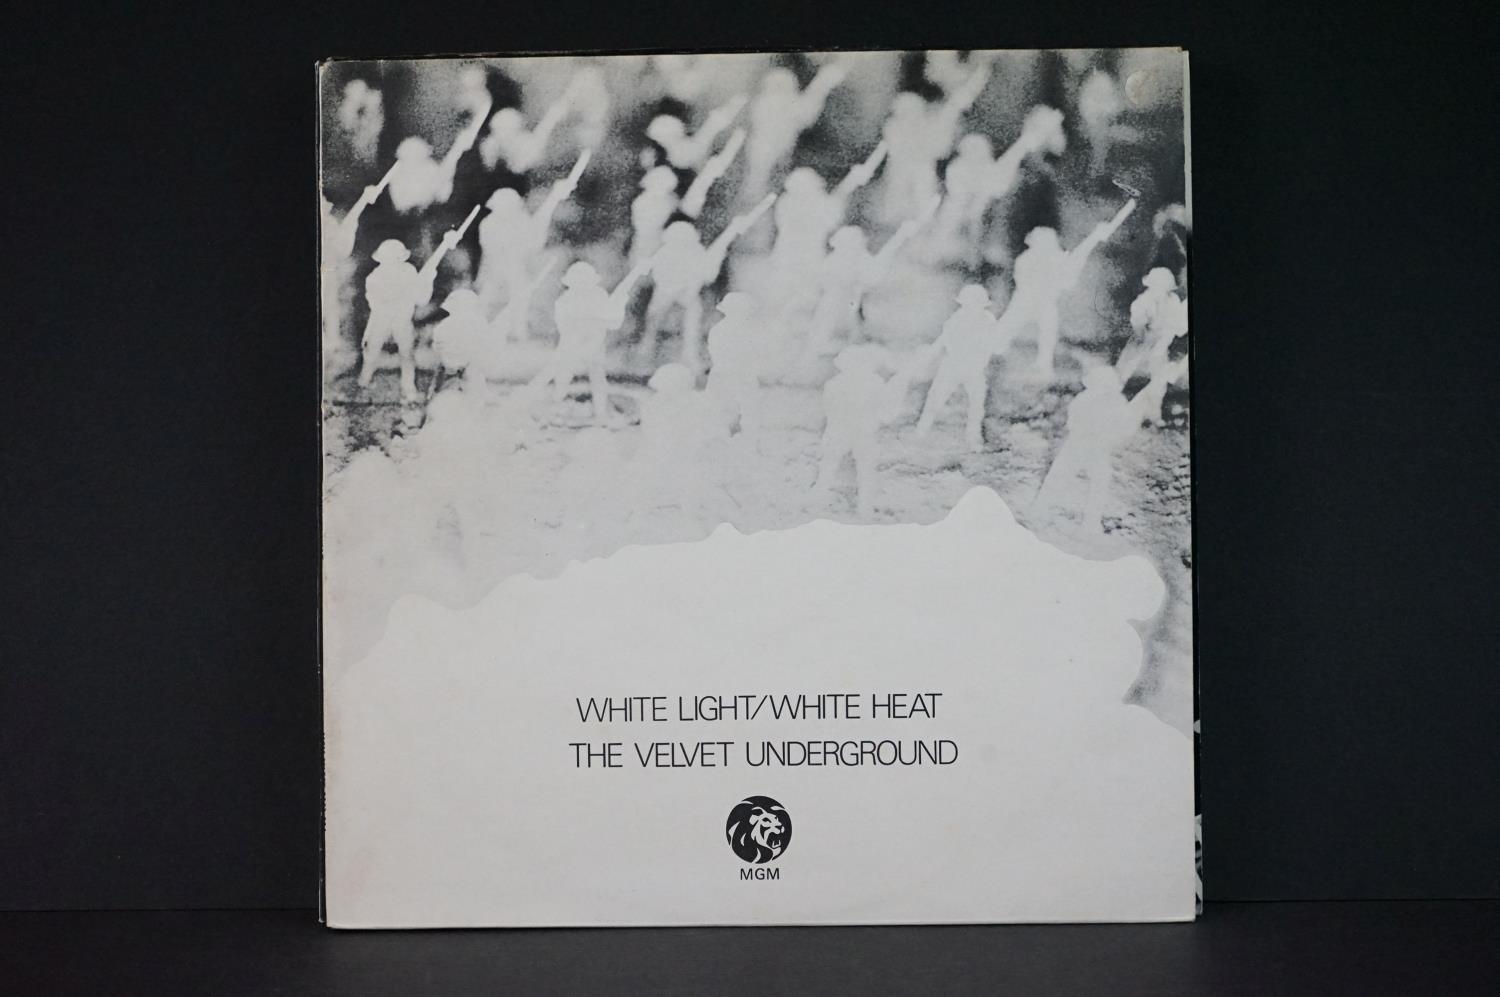 WHITE LIGHT/WHITE HEAT
THE VELVET UNDERGROUND
MGM